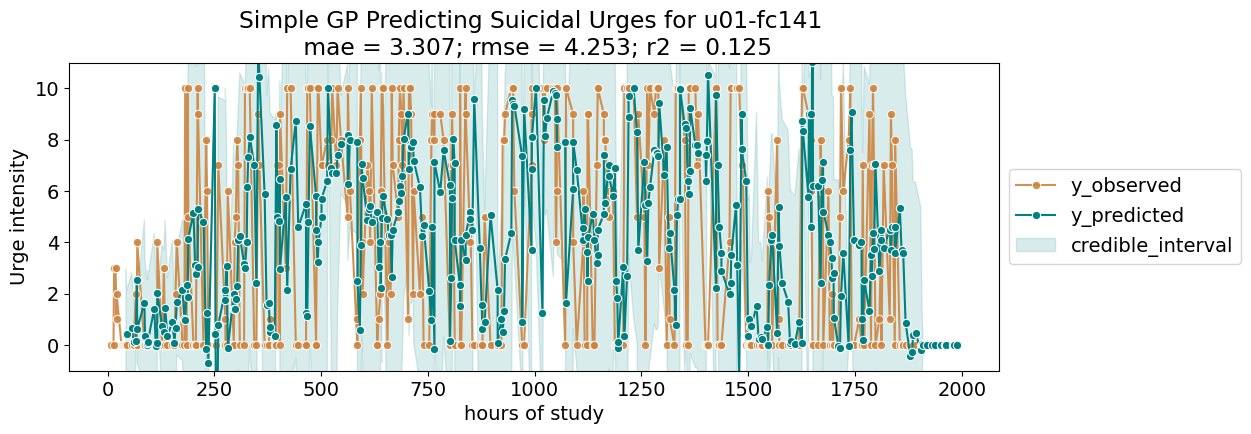 Simple GP Predicting Suicidal Urges for u01-fc141
mae = 3.307; rmse = 4.253; r2 = 0.125
Urge intensity
10
8
6
4
2
0
0 250 500 750 1000 1250 1500 1750 2000
hours of study
y_observed
y_predicted
credible_interval